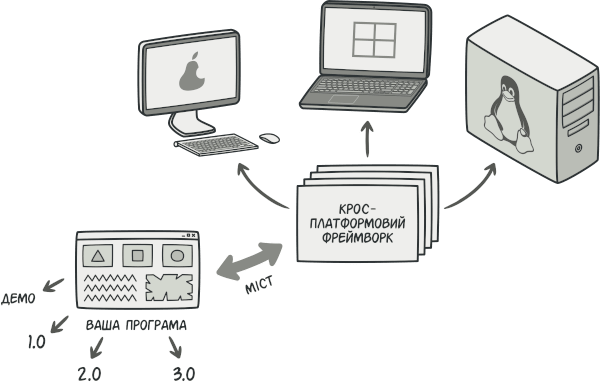 КРОС-
ПЛАТФОРМОВИЙ
ФРЕЙМВОРК
МІСТ
ДЕМО
ВАША ПРОГРАМА
1.0
2.0
3.0